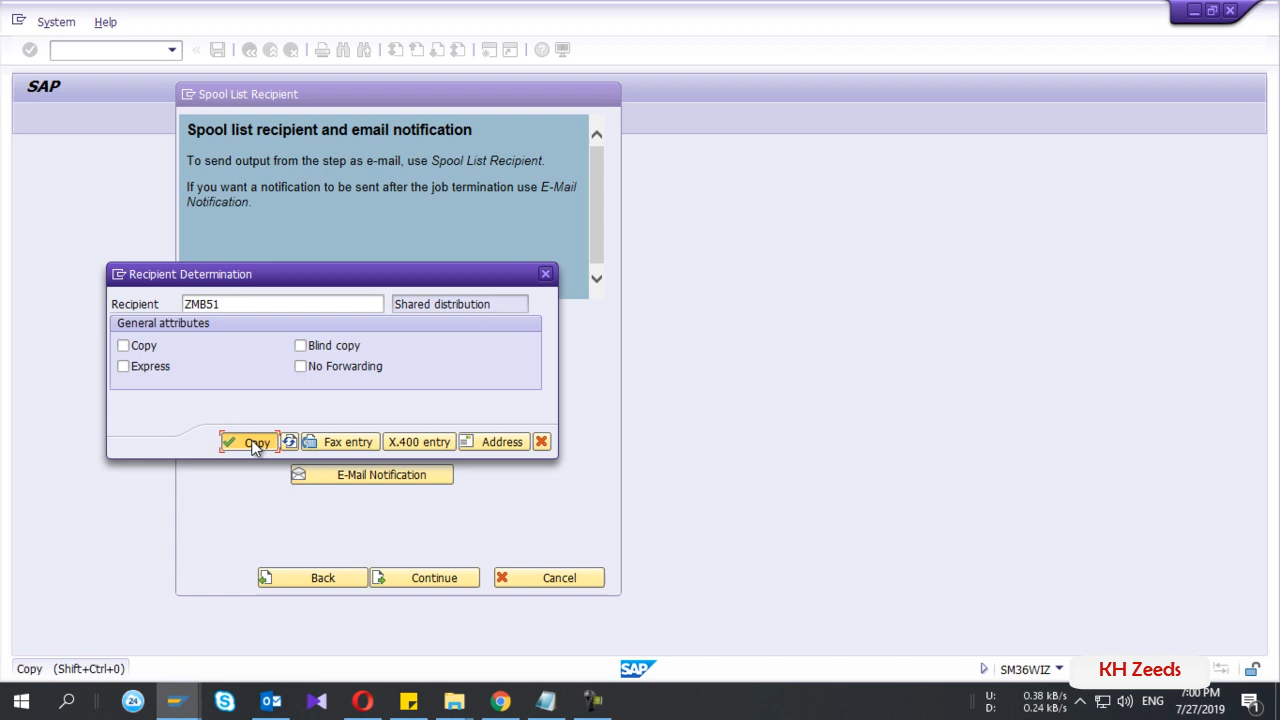 System Help
SAP
Spool List Recipient
Spool list recipient and email notification
To send output from the step as e-mail, use Spool List Recipient.
If you want a notification to be sent after the job termination use E-Mail
Notification.
Recipient Determination
Recipient ZMB51 Shared distribution
General attributes
Copy Blind copy
Express No Forwarding
Copy Fax entry X.400 entry Address
E-Mail Notification
Back Continue Cancel
Copy (Shift+Ctrl+0)
SAP
SM36WIZ
KH Zeeds
24
U: 0.38 kB/s
D: 0.24 kB/s
ENG
7:00 PM
7/27/2019
1